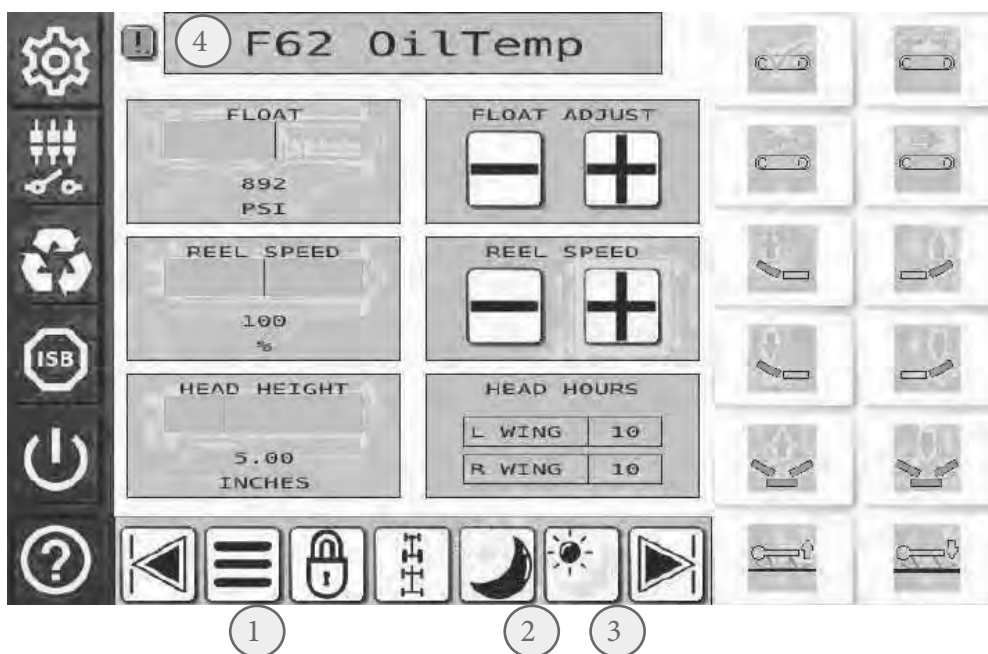 !
4
F62 OilTemp
FLOAT
892
PSI
FLOAT ADJUST
REEL SPEED
100
%
REEL SPEED
HEAD HEIGHT
5.00
INCHES
HEAD HOURS
L WING 10
R WING 10
ISB
?
1
2
3